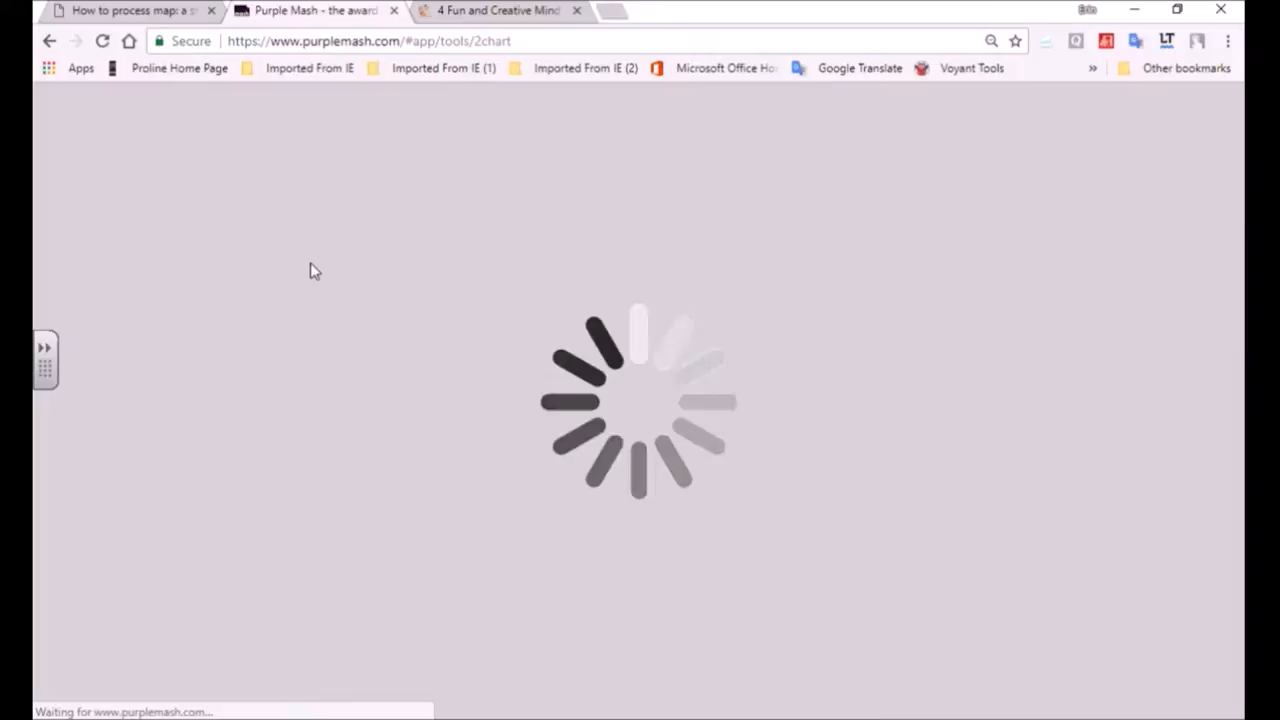 How to process map: a s
Purple Mash - the award
4 Fun and Creative Mind
Secure
https://www.purplemash.com/#app/tools/2chart
LT
Apps
Proline Home Page
Imported From IE
Imported From IE (1)
Imported From IE (2)
Microsoft Office Ho
Google Translate
Voyant Tools
Other bookmarks
Waiting for www.purplemash.com...